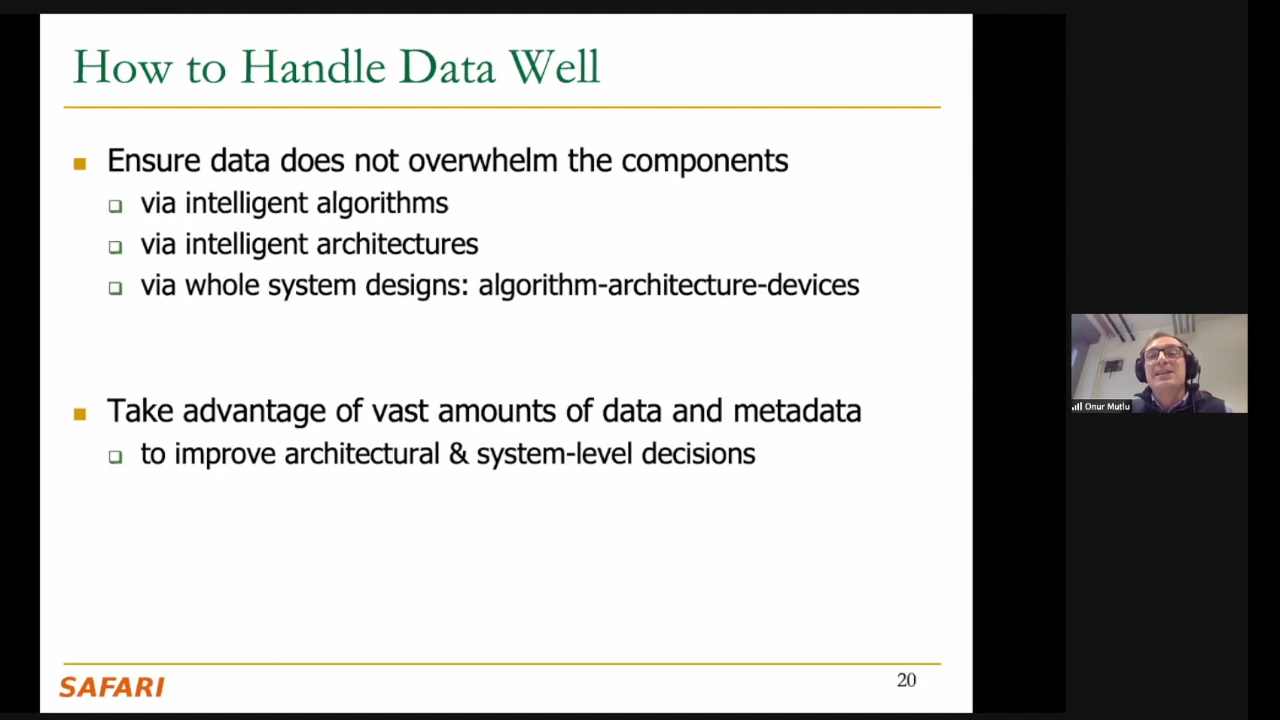 How to Handle Data Well
Ensure data does not overwhelm the components
via intelligent algorithms
via intelligent architectures
via whole system designs: algorithm-architecture-devices
Take advantage of vast amounts of data and metadata
to improve architectural & system-level decisions
Onur Mutlu
SAFARI
20